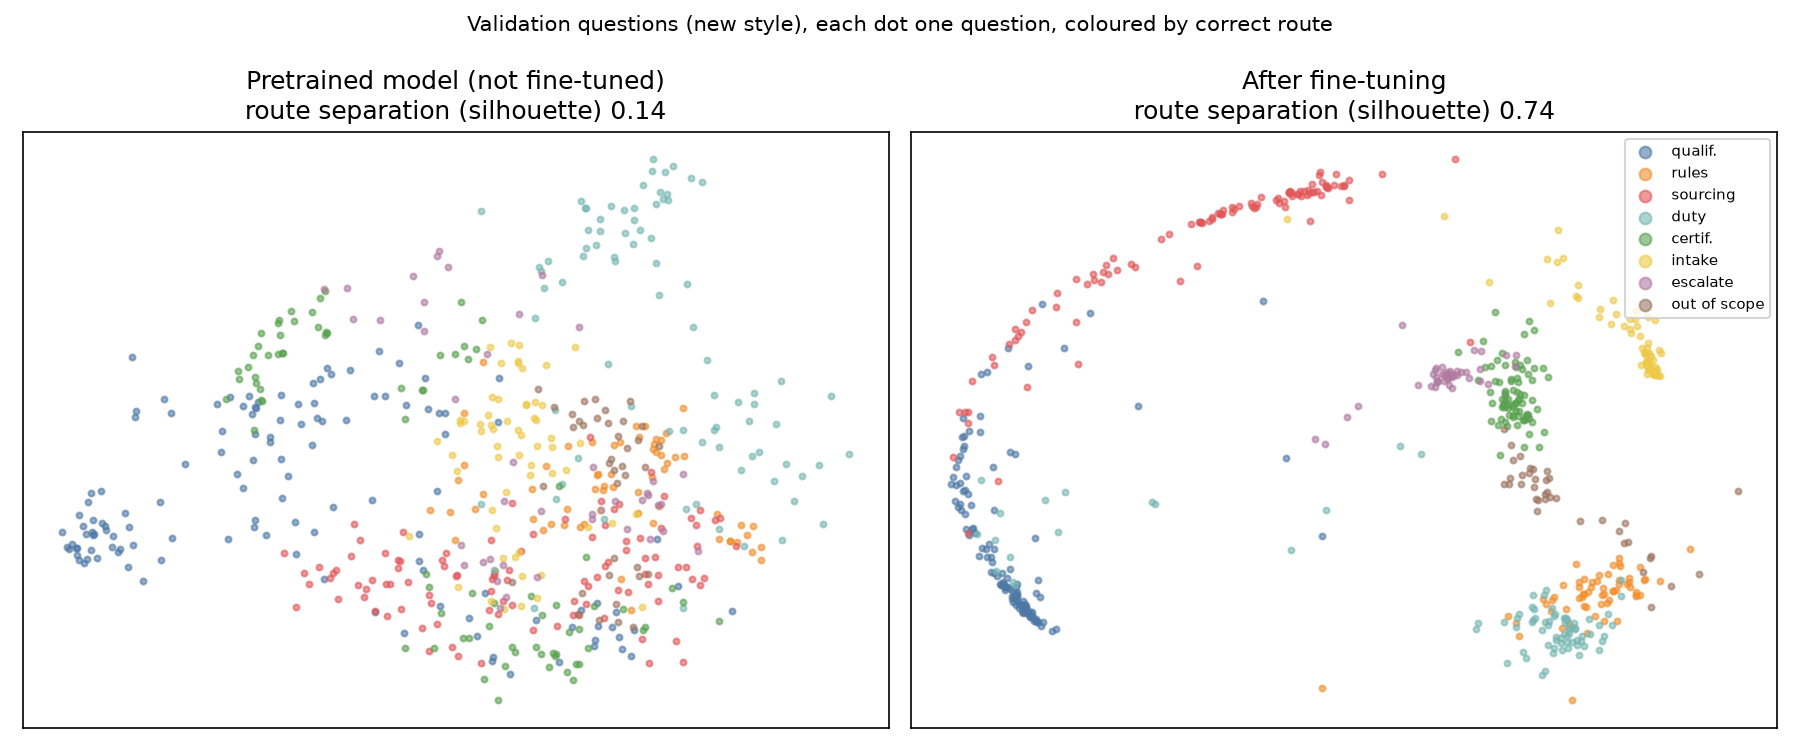 Validation questions (new style), each dot one question, coloured by correct route
Pretrained model (not fine-tuned)
route separation (silhouette) 0.14
After fine-tuning
route separation (silhouette) 0.74
qualif.
rules
sourcing
duty
certif.
intake
escalate
out of scope